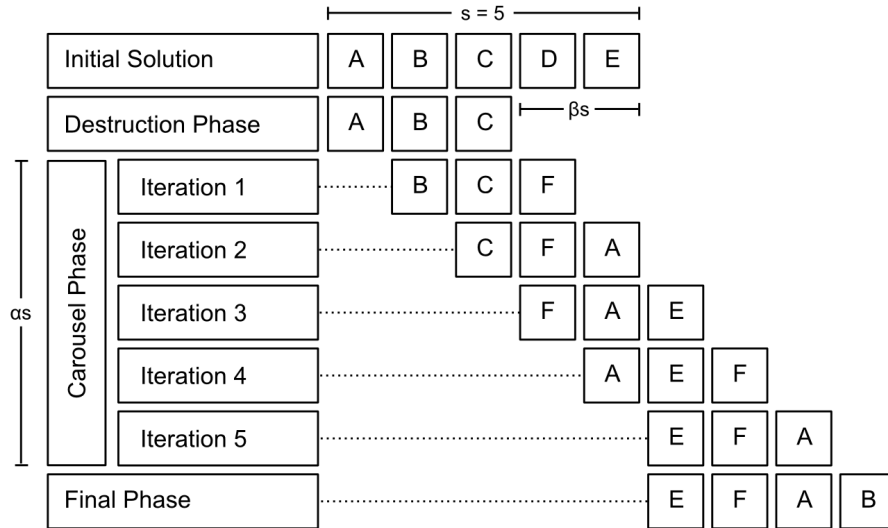 s = 5
Initial Solution A B C D E
Destruction Phase A B C βs
Carousel Phase
αs
Iteration 1 B C F
Iteration 2 C F A
Iteration 3 F A E
Iteration 4 A E F
Iteration 5 E F A
Final Phase E F A B